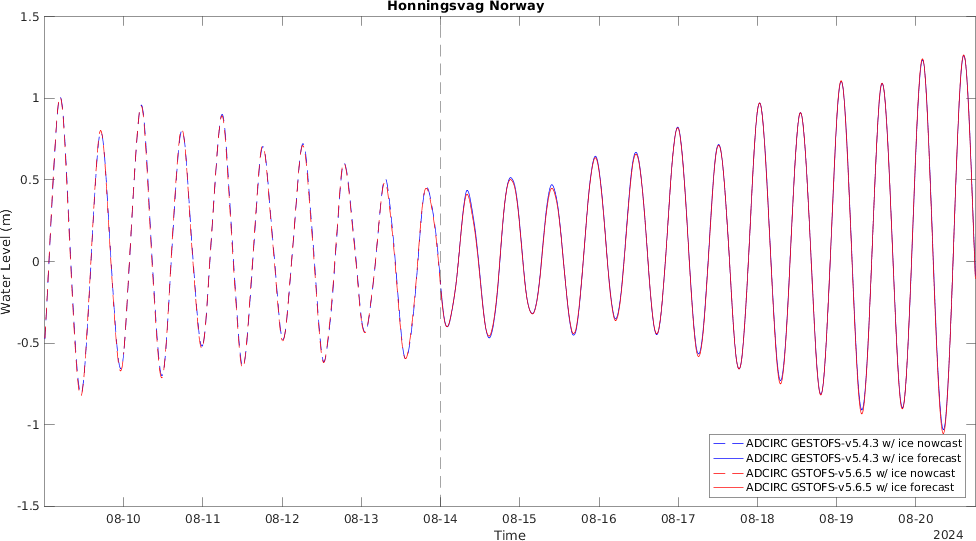 Honningsvag Norway
1.5
1
0.5
0
-0.5
-1
-1.5
Water Level (m)
ADCIRC GESTOFS-v5.4.3 w/ ice nowcast
ADCIRC GESTOFS-v5.4.3 w/ ice forecast
ADCIRC GSTOFS-v5.6.5 w/ ice nowcast
ADCIRC GSTOFS-v5.6.5 w/ ice forecast
08-10 08-11 08-12 08-13 08-14 08-15 08-16 08-17 08-18 08-19 08-20
Time
2024